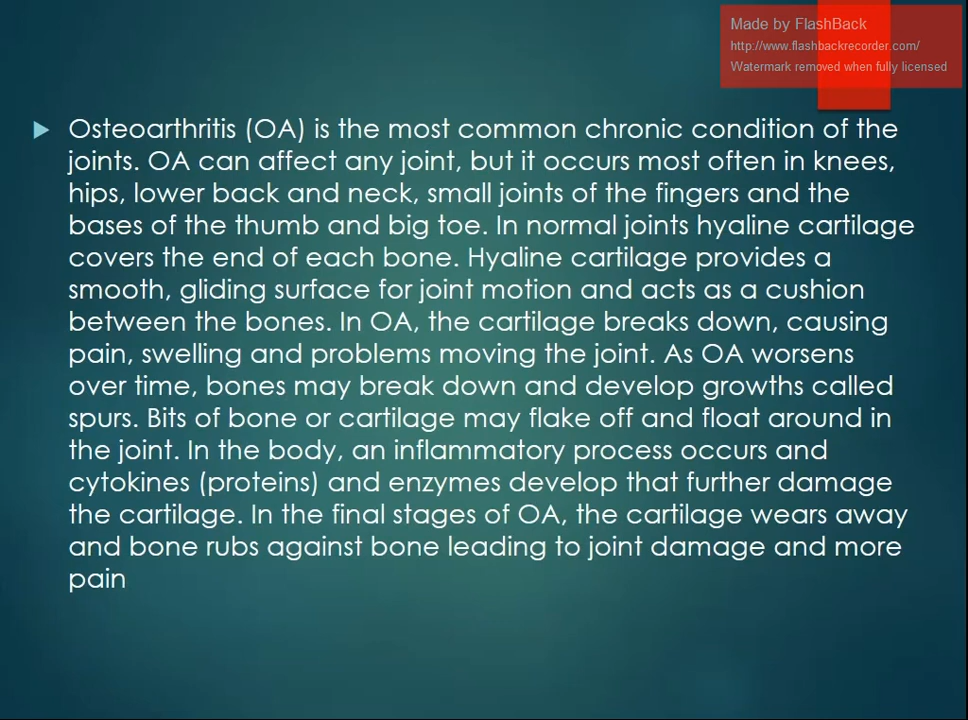 Made by FlashBack
http://www.flashbackrecorder.com/
Watermark removed when fully licensed
Osteoarthritis (OA) is the most common chronic condition of the
joints. OA can affect any joint, but it occurs most often in knees,
hips, lower back and neck, small joints of the fingers and the
bases of the thumb and big toe. In normal joints hyaline cartilage
covers the end of each bone. Hyaline cartilage provides a
smooth, gliding surface for joint motion and acts as a cushion
between the bones. In OA, the cartilage breaks down, causing
pain, swelling and problems moving the joint. As OA worsens
over time, bones may break down and develop growths called
spurs. Bits of bone or cartilage may flake off and float around in
the joint. In the body, an inflammatory process occurs and
cytokines (proteins) and enzymes develop that further damage
the cartilage. In the final stages of OA, the cartilage wears away
and bone rubs against bone leading to joint damage and more
pain